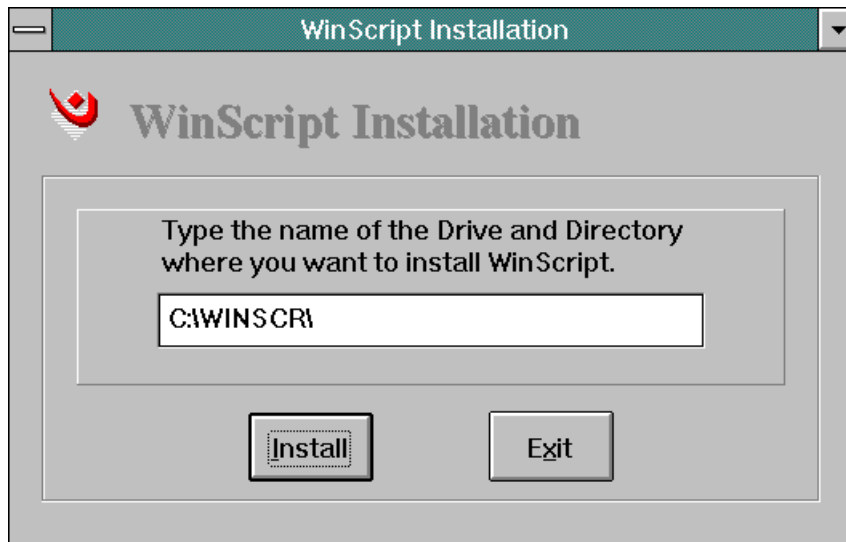 WinScript Installation
WinScript Installation
Type the name of the Drive and Directory
where you want to install WinScript.
C:\WINSCR\
Install Exit